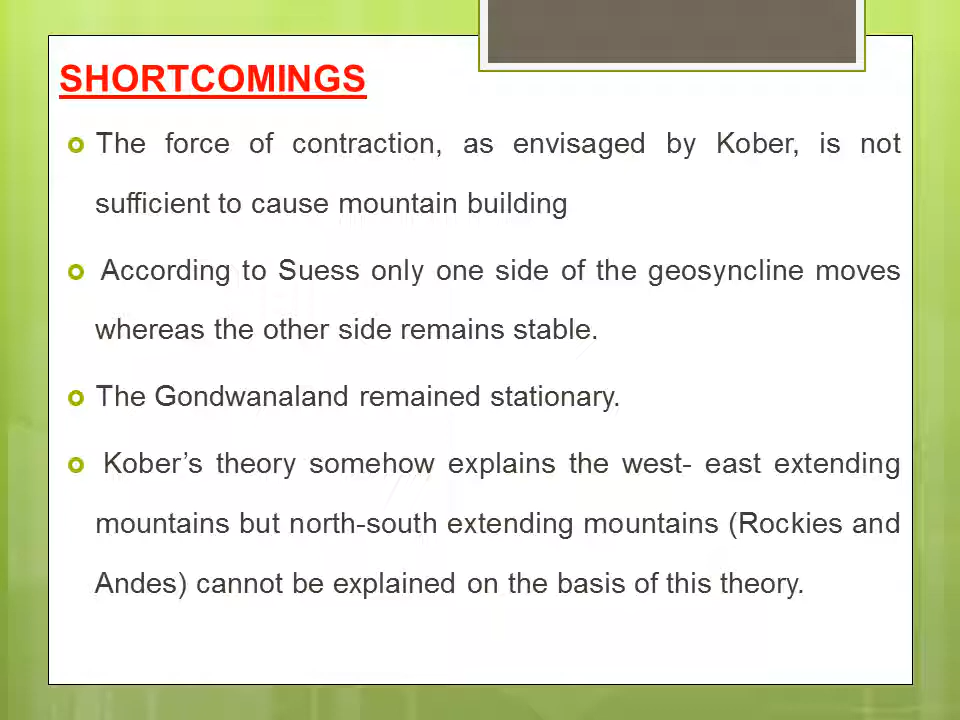 SHORTCOMINGS
The force of contraction, as envisaged by Kober, is not
sufficient to cause mountain building
According to Suess only one side of the geosyncline moves
whereas the other side remains stable.
The Gondwanaland remained stationary.
Kober’s theory somehow explains the west- east extending
mountains but north-south extending mountains (Rockies and
Andes) cannot be explained on the basis of this theory.